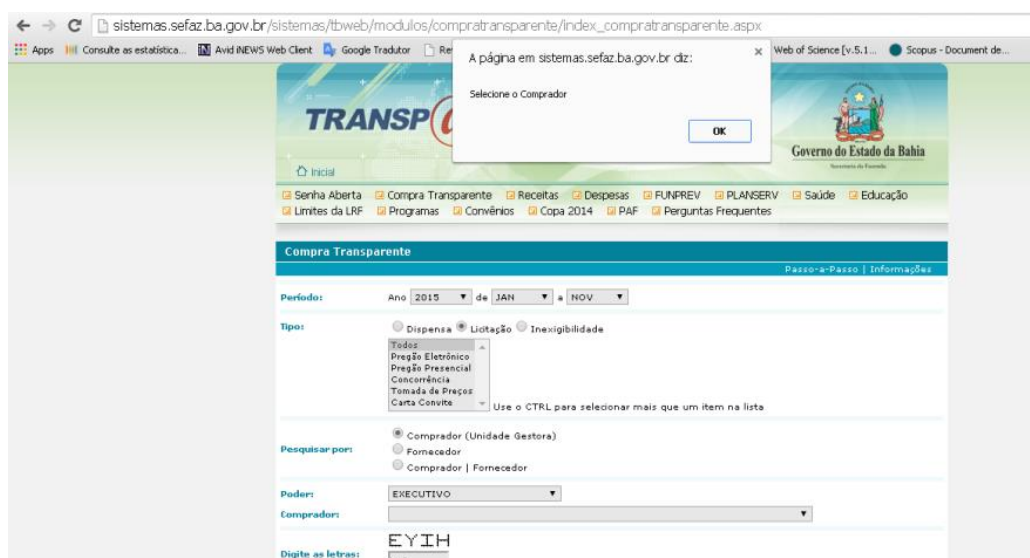 sistemas.sefaz.ba.gov.br/sistemas/tbweb/modulos/compratransparente/index_compratransparente.aspx
Apps Consulte as estatística... Avid iNEWS Web Client Google Tradutor Web of Science [v.5.1... Scopus - Document de...
A página em sistemas.sefaz.ba.gov.br diz:
Selecione o Comprador
OK
TRANSP@
Governo do Estado da Bahia
Secretaria da Fazenda
Inicial
Senha Aberta Compra Transparente Receitas Despesas FUNPREV PLANSERV Saúde Educação
Limites da LRF Programas Convênios Copa 2014 PAF Perguntas Frequentes
Compra Transparente
Passo-a-Passo | Informações
Período: Ano 2015 de JAN a NOV
Tipo: Dispensa Licitação Inexigibilidade
Todos
Pregão Eletrônico
Pregão Presencial
Concorrência
Tomada de Preços
Carta Convite
Use o CTRL para selecionar mais que um item na lista
Pesquisar por: Comprador (Unidade Gestora)
Fornecedor
Comprador | Fornecedor
Poder: EXECUTIVO
Comprador:
EYIH
Digite as letras: